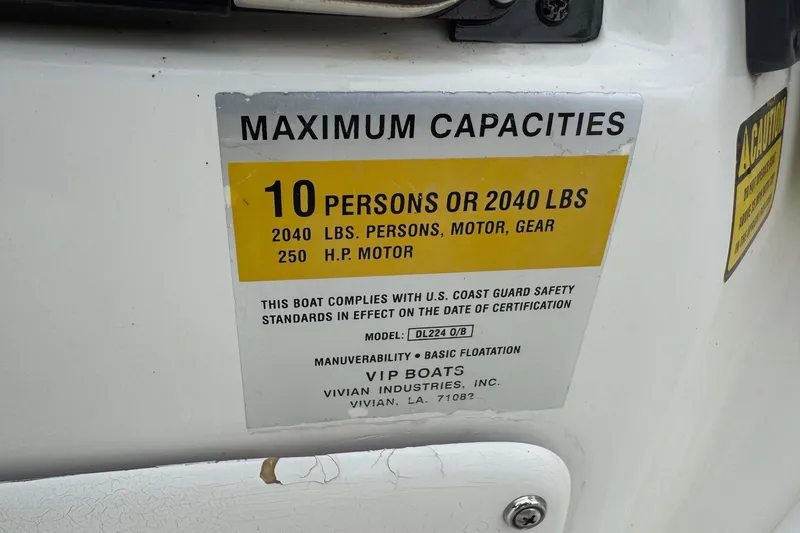 MAXIMUM CAPACITIES
10 PERSONS OR 2040 LBS
2040 LBS. PERSONS, MOTOR, GEAR
250 H.P. MOTOR
THIS BOAT COMPLIES WITH U.S. COAST GUARD SAFETY
STANDARDS IN EFFECT ON THE DATE OF CERTIFICATION
MODEL: DL224 O/B
MANUVERABILITY • BASIC FLOATATION
VIP BOATS
VIVIAN INDUSTRIES, INC.
VIVIAN, LA. 71082
CAUTION